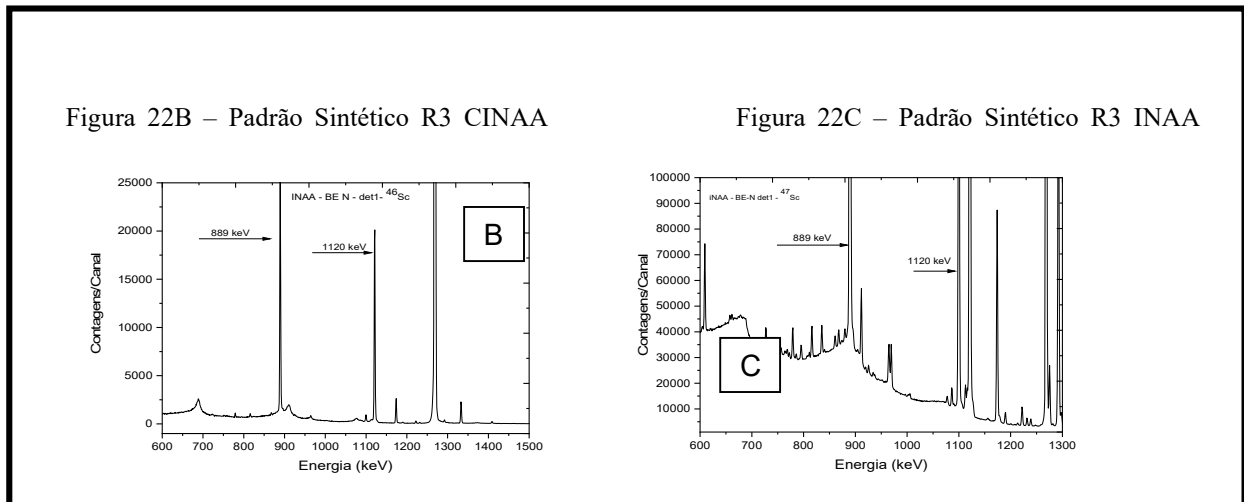 Figura 22B – Padrão Sintético R3 CINAA
Figura 22C – Padrão Sintético R3 INAA
25000
20000
15000
10000
5000
0
Contagens/Canal
INAA - BE N - det1- ⁴⁶Sc
889 keV
1120 keV
B
600 700 800 900 1000 1100 1200 1300 1400 1500
Energia (keV)
100000
90000
80000
70000
60000
50000
40000
30000
20000
10000
Contagens/Canal
iNAA - BE-N det1 - ⁴⁷Sc
889 keV
1120 keV
C
600 700 800 900 1000 1100 1200 1300
Energia (keV)